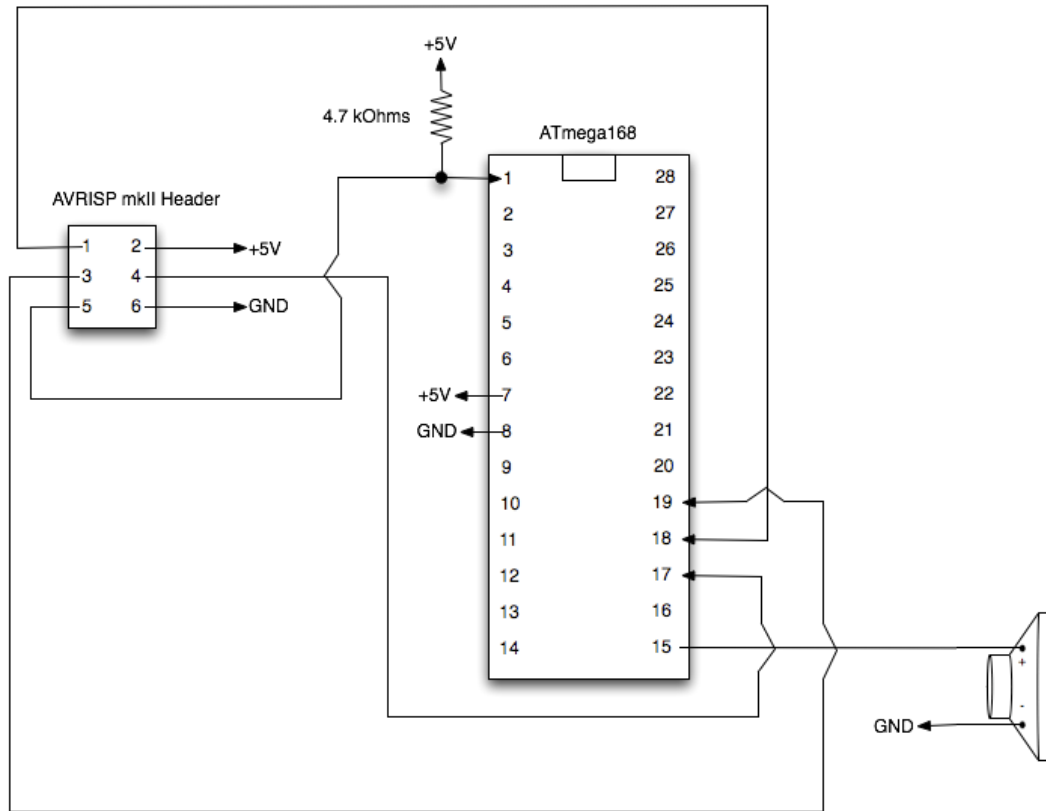 +5V
4.7 kOhms
ATmega168
AVRISP mkII Header
1 2 +5V
3 4
5 6 GND
1 28
2 27
3 26
4 25
5 24
6 23
+5V 7 22
GND 8 21
9 20
10 19
11 18
12 17
13 16
14 15
+
-
GND